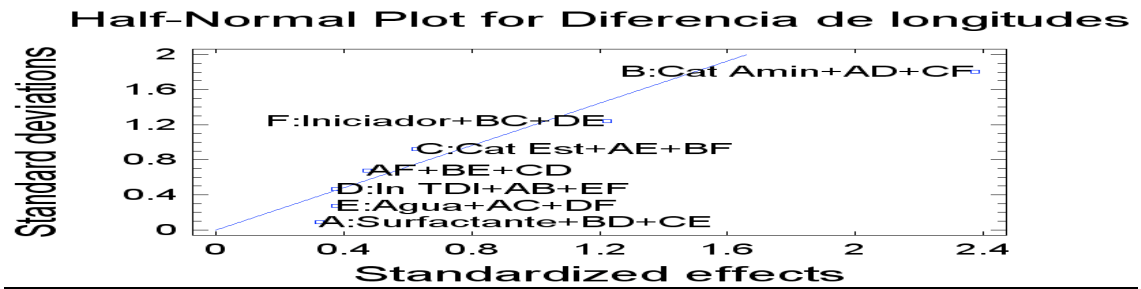 Half-Normal Plot for Diferencia de longitudes
Standard deviations
2
1.6
1.2
0.8
0.4
0
B:Cat Amin+AD+CF
F:Iniciador+BC+DE
C:Cat Est+AE+BF
AF+BE+CD
D:In TDI+AB+EF
E:Agua+AC+DF
A:Surfactante+BD+CE
0 0.4 0.8 1.2 1.6 2 2.4
Standardized effects